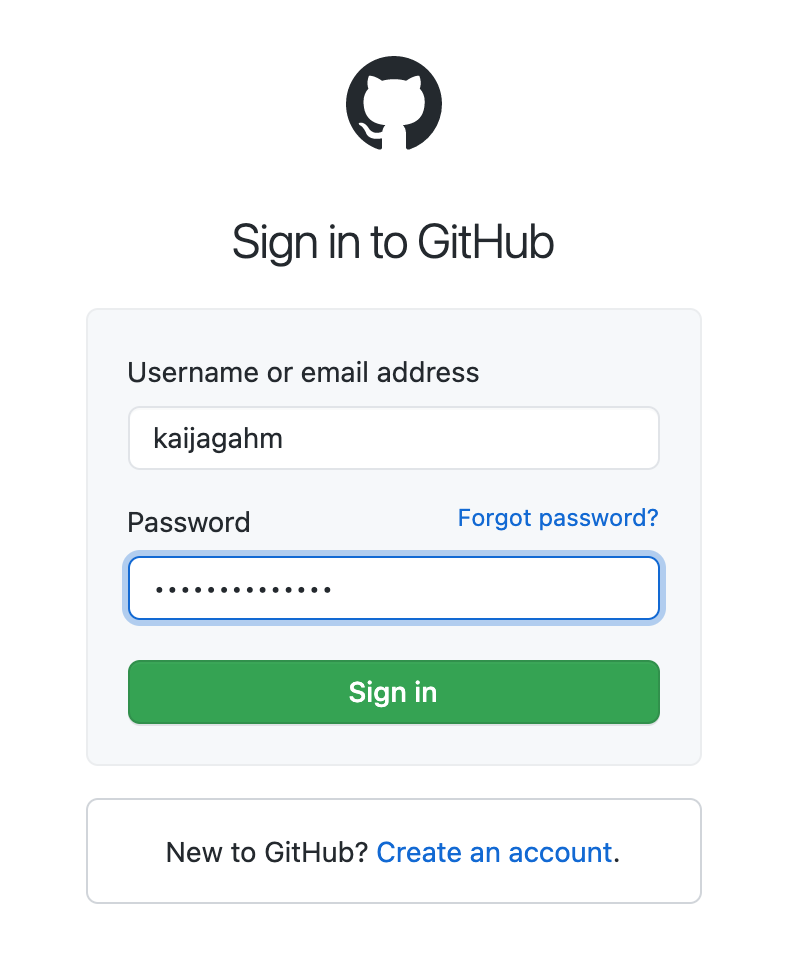 Sign in to GitHub
Username or email address
kaijagahm
Password
Forgot password?
••••••••••••••
Sign in
New to GitHub? Create an account.